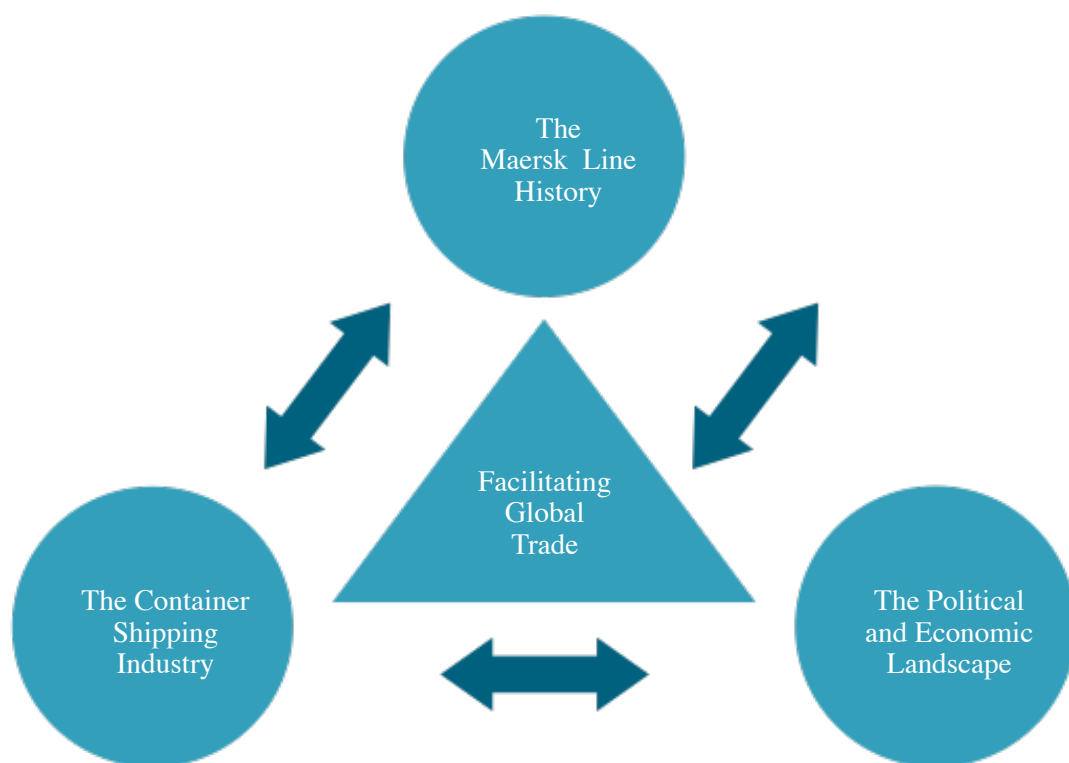 The
Maersk Line
History
Facilitating
Global
Trade
The Container
Shipping
Industry
The Political
and Economic
Landscape